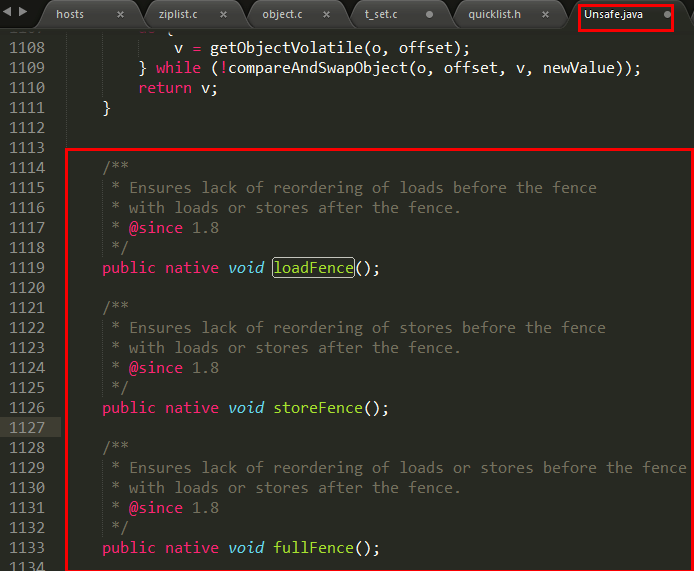 hosts × ziplist.c × object.c × t_set.c quicklist.h × Unsafe.java
1108 v = getObjectVolatile(o, offset);
1109 } while (!compareAndSwapObject(o, offset, v, newValue));
1110 return v;
1111 }
1112
1113
1114 /**
1115 * Ensures lack of reordering of loads before the fence
1116 * with loads or stores after the fence.
1117 * @since 1.8
1118 */
1119 public native void loadFence();
1120
1121 /**
1122 * Ensures lack of reordering of stores before the fence
1123 * with loads or stores after the fence.
1124 * @since 1.8
1125 */
1126 public native void storeFence();
1127
1128 /**
1129 * Ensures lack of reordering of loads or stores before the fence
1130 * with loads or stores after the fence.
1131 * @since 1.8
1132 */
1133 public native void fullFence();
1134